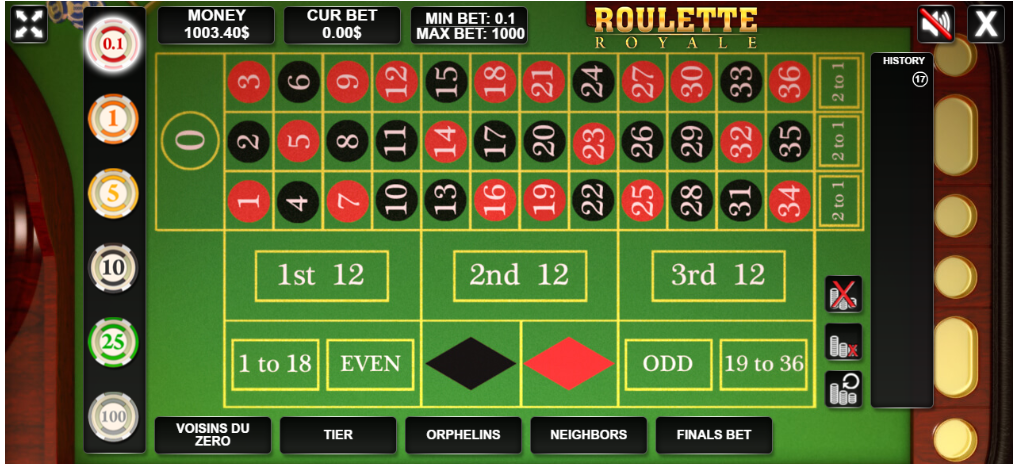 MONEY
1003.40$
CUR BET
0.00$
MIN BET: 0.1
MAX BET: 1000
ROULETTE
ROYALE
X
0.1
1
5
10
25
100
HISTORY
17
0
3 6 9 12 15 18 21 24 27 30 33 36 2 to 1
2 5 8 11 14 17 20 23 26 29 32 35 2 to 1
1 4 7 10 13 16 19 22 25 28 31 34 2 to 1
1st 12 2nd 12 3rd 12
1 to 18 EVEN ODD 19 to 36
VOISINS DU
ZERO
TIER
ORPHELINS
NEIGHBORS
FINALS BET